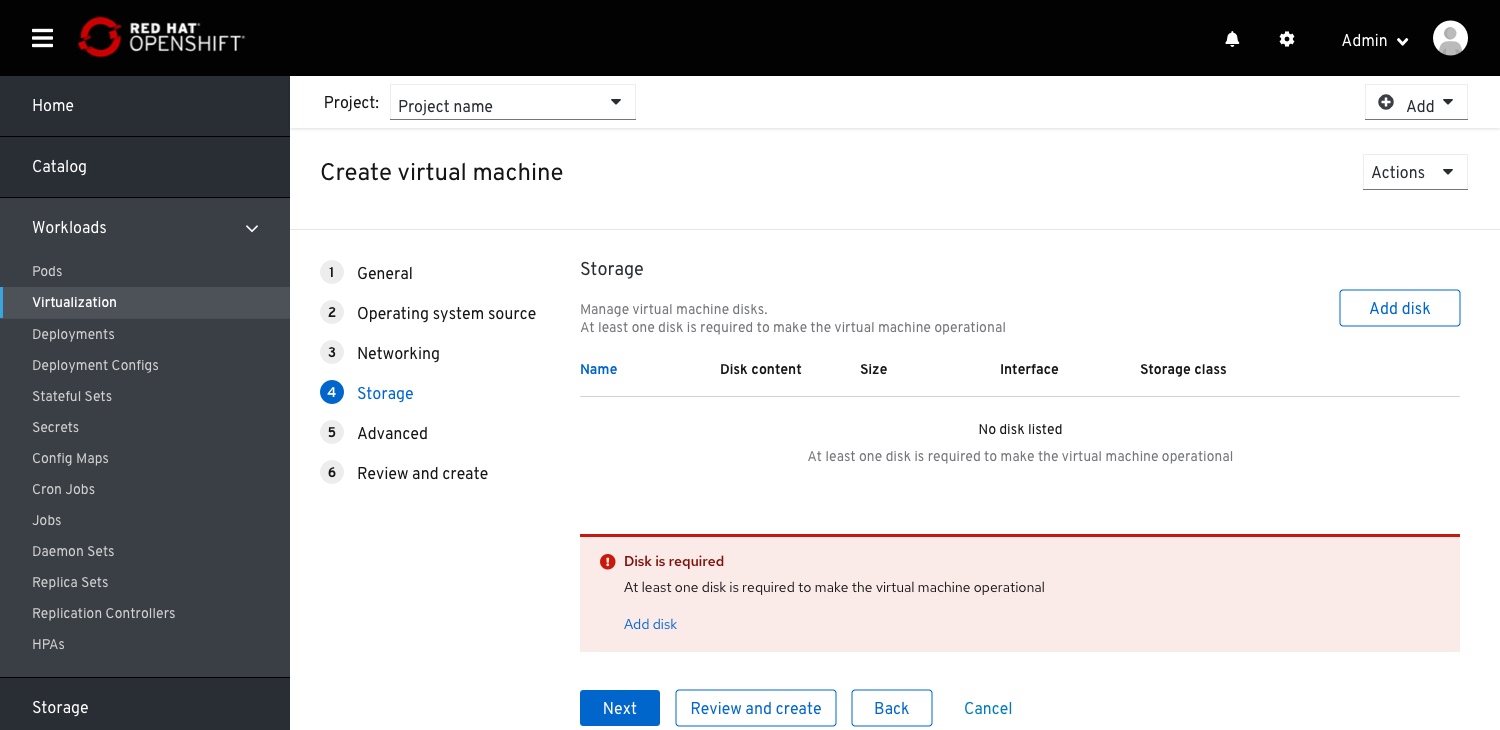 RED HAT
OPENSHIFT
Admin
Home
Catalog
Workloads
Pods
Virtualization
Deployments
Deployment Configs
Stateful Sets
Secrets
Config Maps
Cron Jobs
Jobs
Daemon Sets
Replica Sets
Replication Controllers
HPAs
Storage
Project: Project name
Add
Create virtual machine
Actions
1 General
2 Operating system source
3 Networking
4 Storage
5 Advanced
6 Review and create
Storage
Manage virtual machine disks.
At least one disk is required to make the virtual machine operational
Add disk
Name Disk content Size Interface Storage class
No disk listed
At least one disk is required to make the virtual machine operational
Disk is required
At least one disk is required to make the virtual machine operational
Add disk
Next Review and create Back Cancel